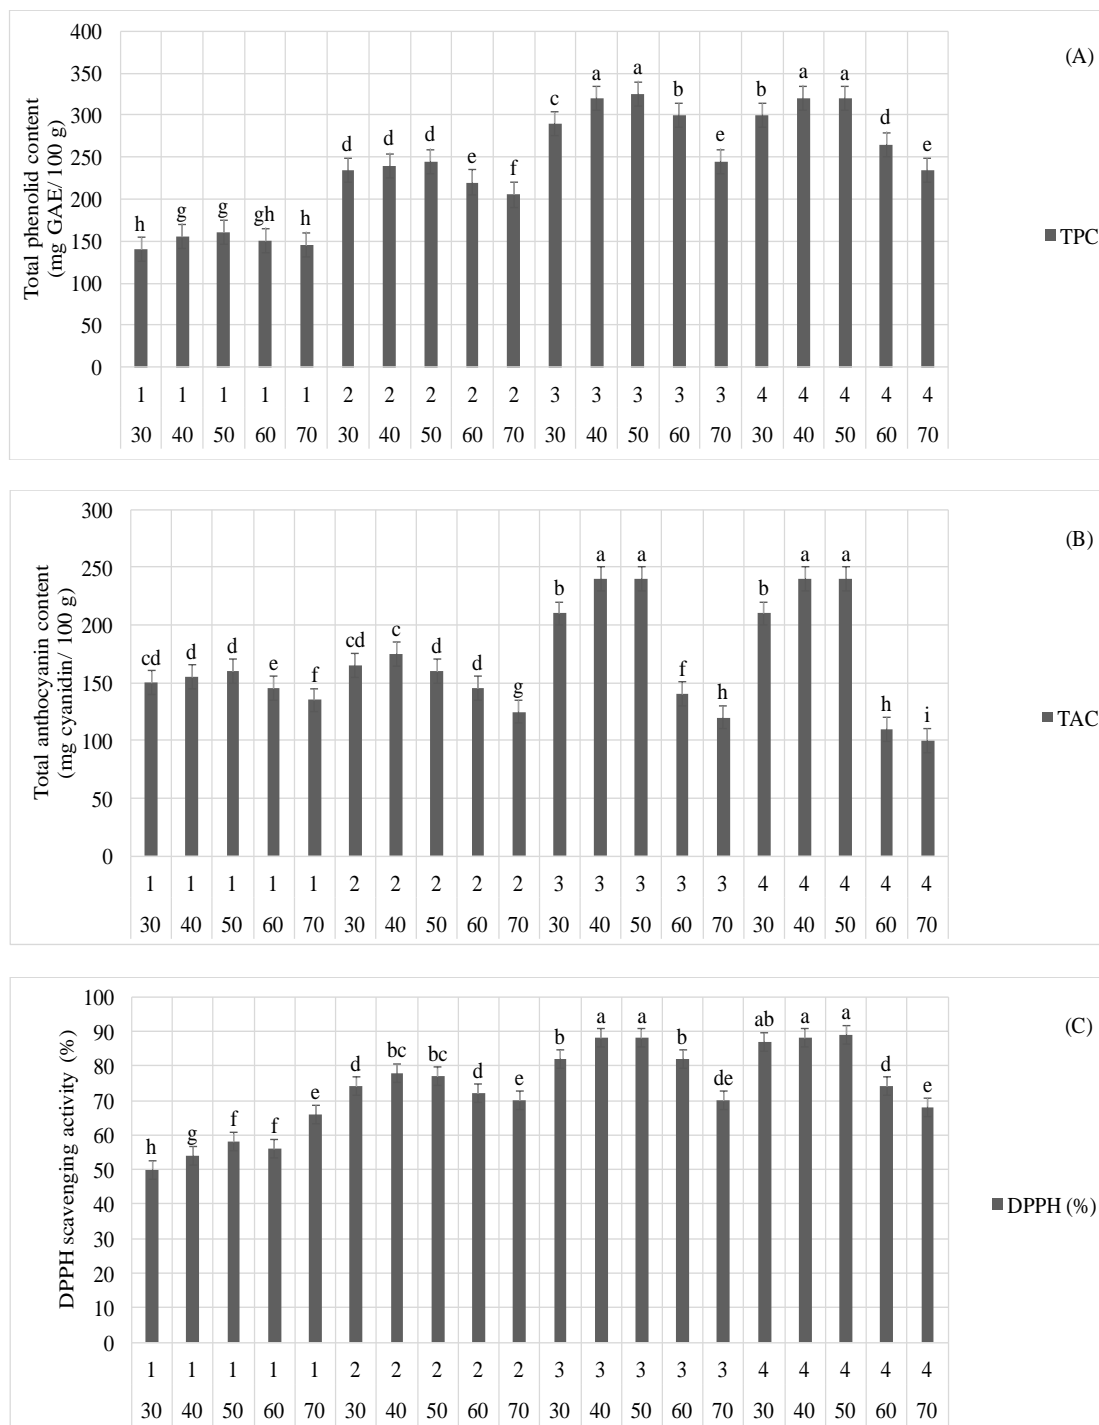 (A)
Total phenolid content
(mg GAE/ 100 g)
400
350
300
250
200
150
100
50
0
h g g gh h d d d e f c a a b e b a a d e
1 1 1 1 1 2 2 2 2 2 3 3 3 3 3 4 4 4 4 4
30 40 50 60 70 30 40 50 60 70 30 40 50 60 70 30 40 50 60 70
TPC
(B)
Total anthocyanin content
(mg cyanidin/ 100 g)
300
250
200
150
100
50
0
cd d d e f cd c d d g b a a f h b a a h i
1 1 1 1 1 2 2 2 2 2 3 3 3 3 3 4 4 4 4 4
30 40 50 60 70 30 40 50 60 70 30 40 50 60 70 30 40 50 60 70
TAC
(C)
DPPH scavenging activity (%)
100
90
80
70
60
50
40
30
20
10
0
h g f f e d bc bc d e b a a b de ab a a d e
1 1 1 1 1 2 2 2 2 2 3 3 3 3 3 4 4 4 4 4
30 40 50 60 70 30 40 50 60 70 30 40 50 60 70 30 40 50 60 70
DPPH (%)